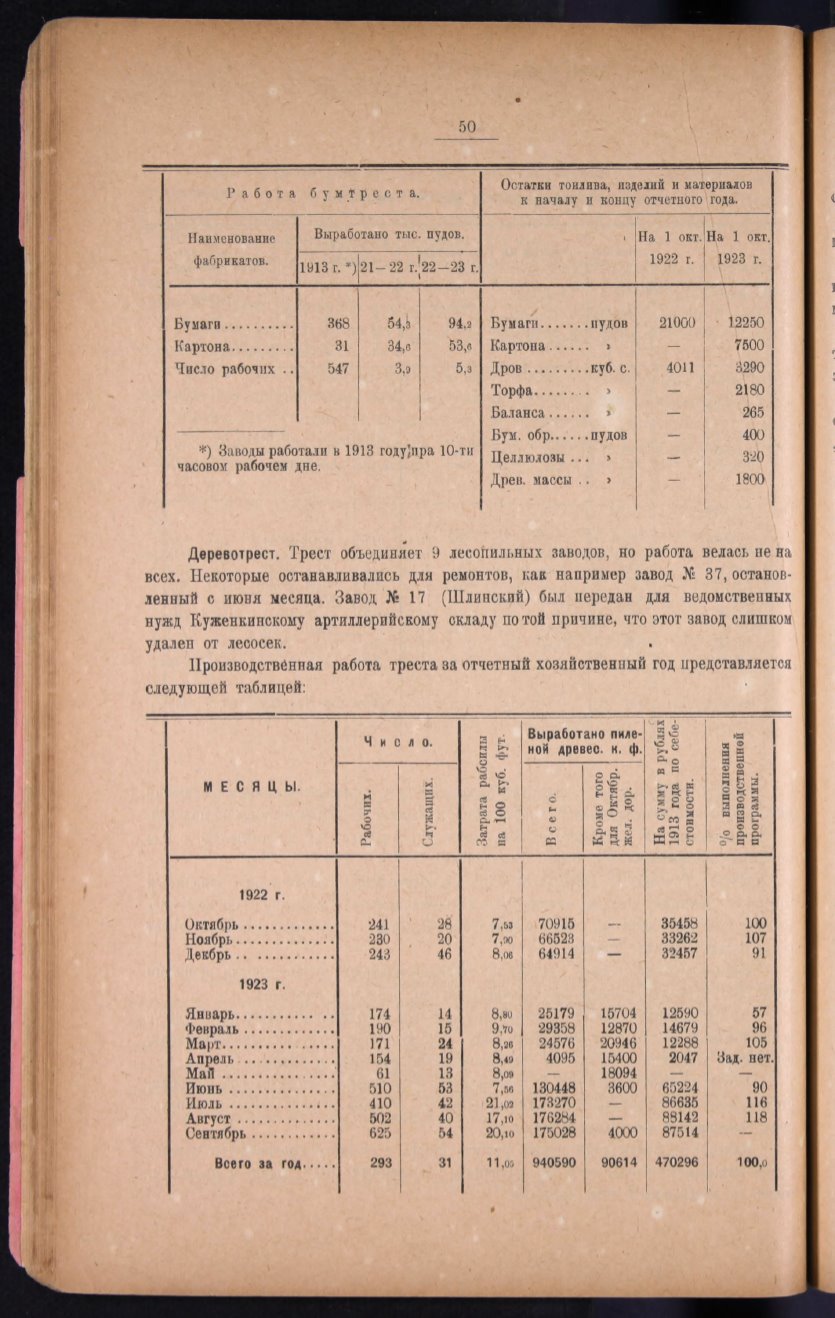 50
Работа бумтреста.
Остатки топлива, изделий и материалов
к началу и концу отчетного года.
Наименование
фабрикатов.
Выработано тыс. пудов.
1913 г. *) 21—22 г. 22—23 г.
На 1 окт. На 1 окт.
1922 г. 1923 г.
Бумаги.......... 368 54,3 94,2
Картона......... 31 34,6 53,6
Число рабочих .. 547 3,9 5,3
*) Заводы работали в 1913 году пра 10-ти
часовом рабочем дне.
Бумаги.......пудов 21000 12250
Картона...... » — 7500
Дров.........куб. с. 4011 3290
Торфа........ » — 2180
Баланса...... » — 265
Бум. обр......пудов — 400
Целлюлозы ... » — 320
Древ. массы .. » — 1800
Деревотрест. Трест объединяет 9 лесопильных заводов, но работа велась не на
всех. Некоторые останавливались для ремонтов, как например завод № 37, останов-
ленный с июня месяца. Завод № 17 (Шлинский) был передан для ведомственных
нужд Куженкинскому артиллерийскому складу по той причине, что этот завод слишком
удален от лесосек.
Производственная работа треста за отчетный хозяйственный год представляется
следующей таблицей:
МЕСЯЦЫ.
Число.
Рабочих.
Служащих.
Затрата рабсилы
на 100 куб. фут.
Выработано пиле-
ной древес. к. ф.
Всего.
Кроме того
для Октябр.
жел. дор.
На сумму в рублях
1913 года по себе-
стоимости.
% выполнения
производственной
программы.
1922 г.
Октябрь............. 241 28 7,53 70915 — 35458 100
Ноябрь.............. 230 20 7,90 66523 — 33262 107
Декбрь.. ........... 243 46 8,06 64914 — 32457 91
1923 г.
Январь........... .. 174 14 8,80 25179 15704 12590 57
Февраль............. 190 15 9,70 29358 12870 14679 96
Март................ 171 24 8,26 24576 20946 12288 105
Апрель.............. 154 19 8,49 4095 15400 2047 Зад. нет.
Май................. 61 13 8,09 — 18094 — —
Июнь................ 510 53 7,56 130448 3600 65224 90
Июль................ 410 42 21,02 173270 — 86635 116
Август.............. 502 40 17,10 176284 — 88142 118
Сентябрь............ 625 54 20,10 175028 4000 87514 —
Всего за год..... 293 31 11,05 940590 90614 470296 100,0